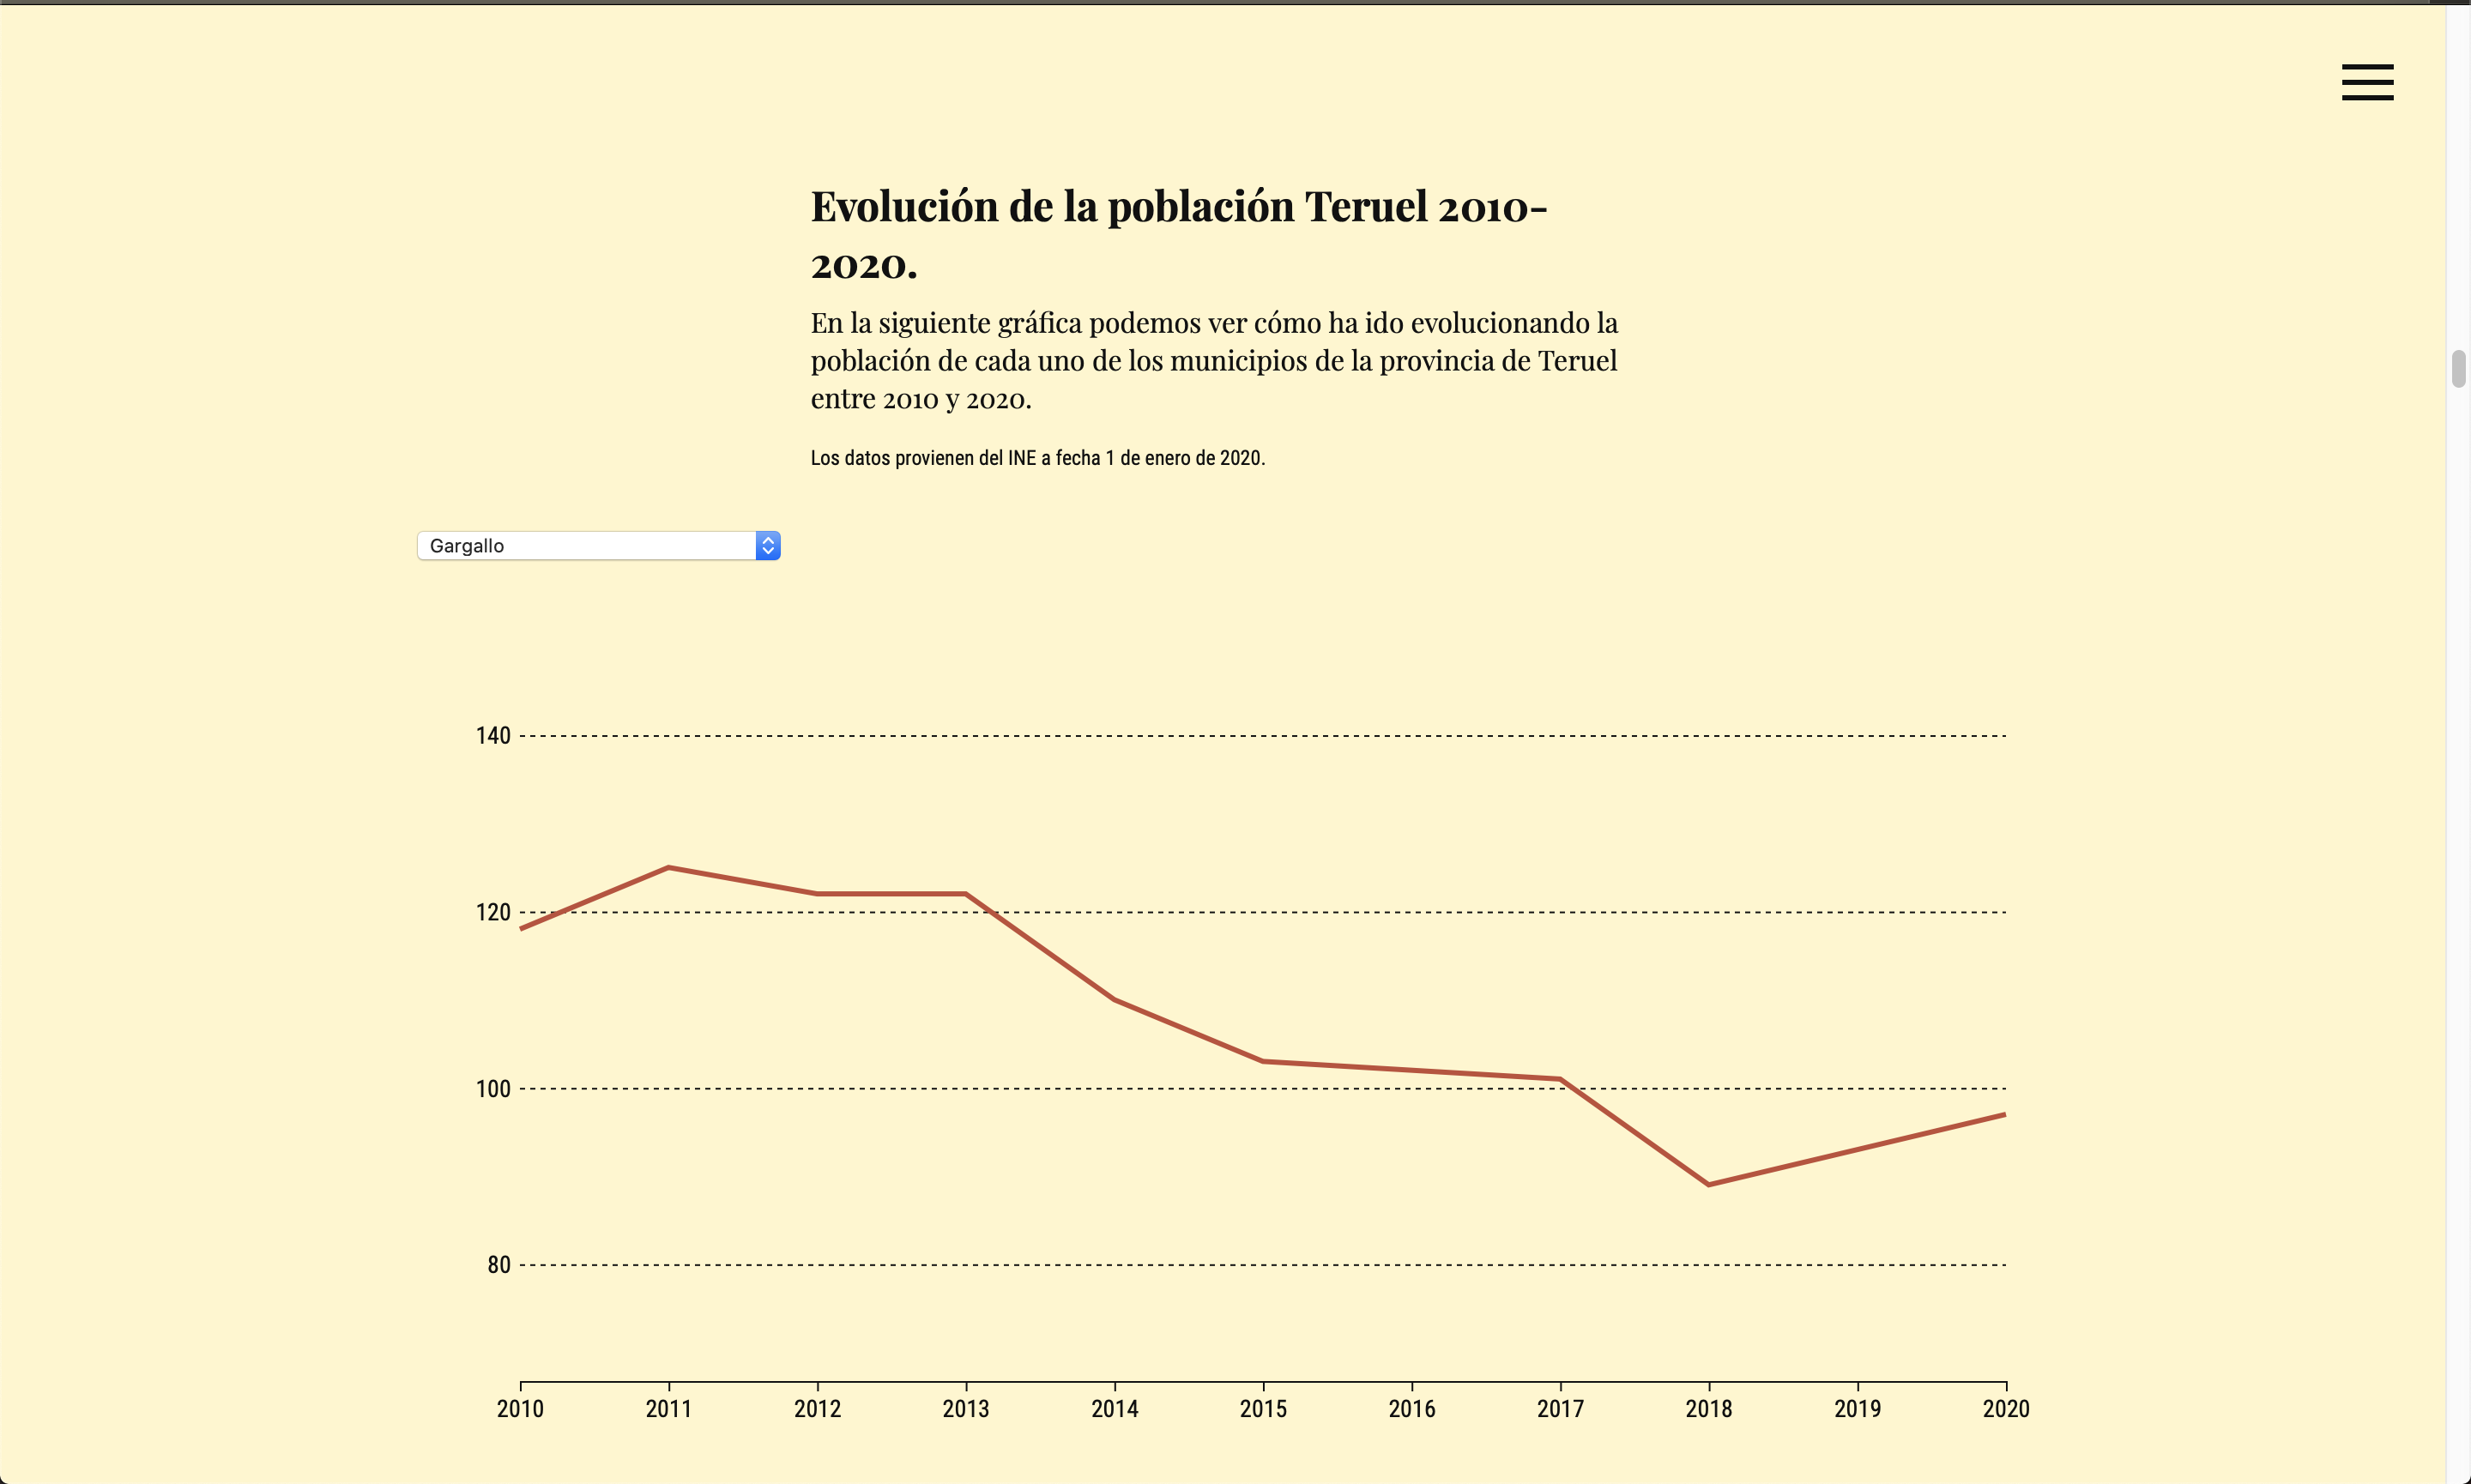 Evolución de la población Teruel 2010-
2020.
En la siguiente gráfica podemos ver cómo ha ido evolucionando la
población de cada uno de los municipios de la provincia de Teruel
entre 2010 y 2020.
Los datos provienen del INE a fecha 1 de enero de 2020.
Gargallo
140
120
100
80
2010 2011 2012 2013 2014 2015 2016 2017 2018 2019 2020